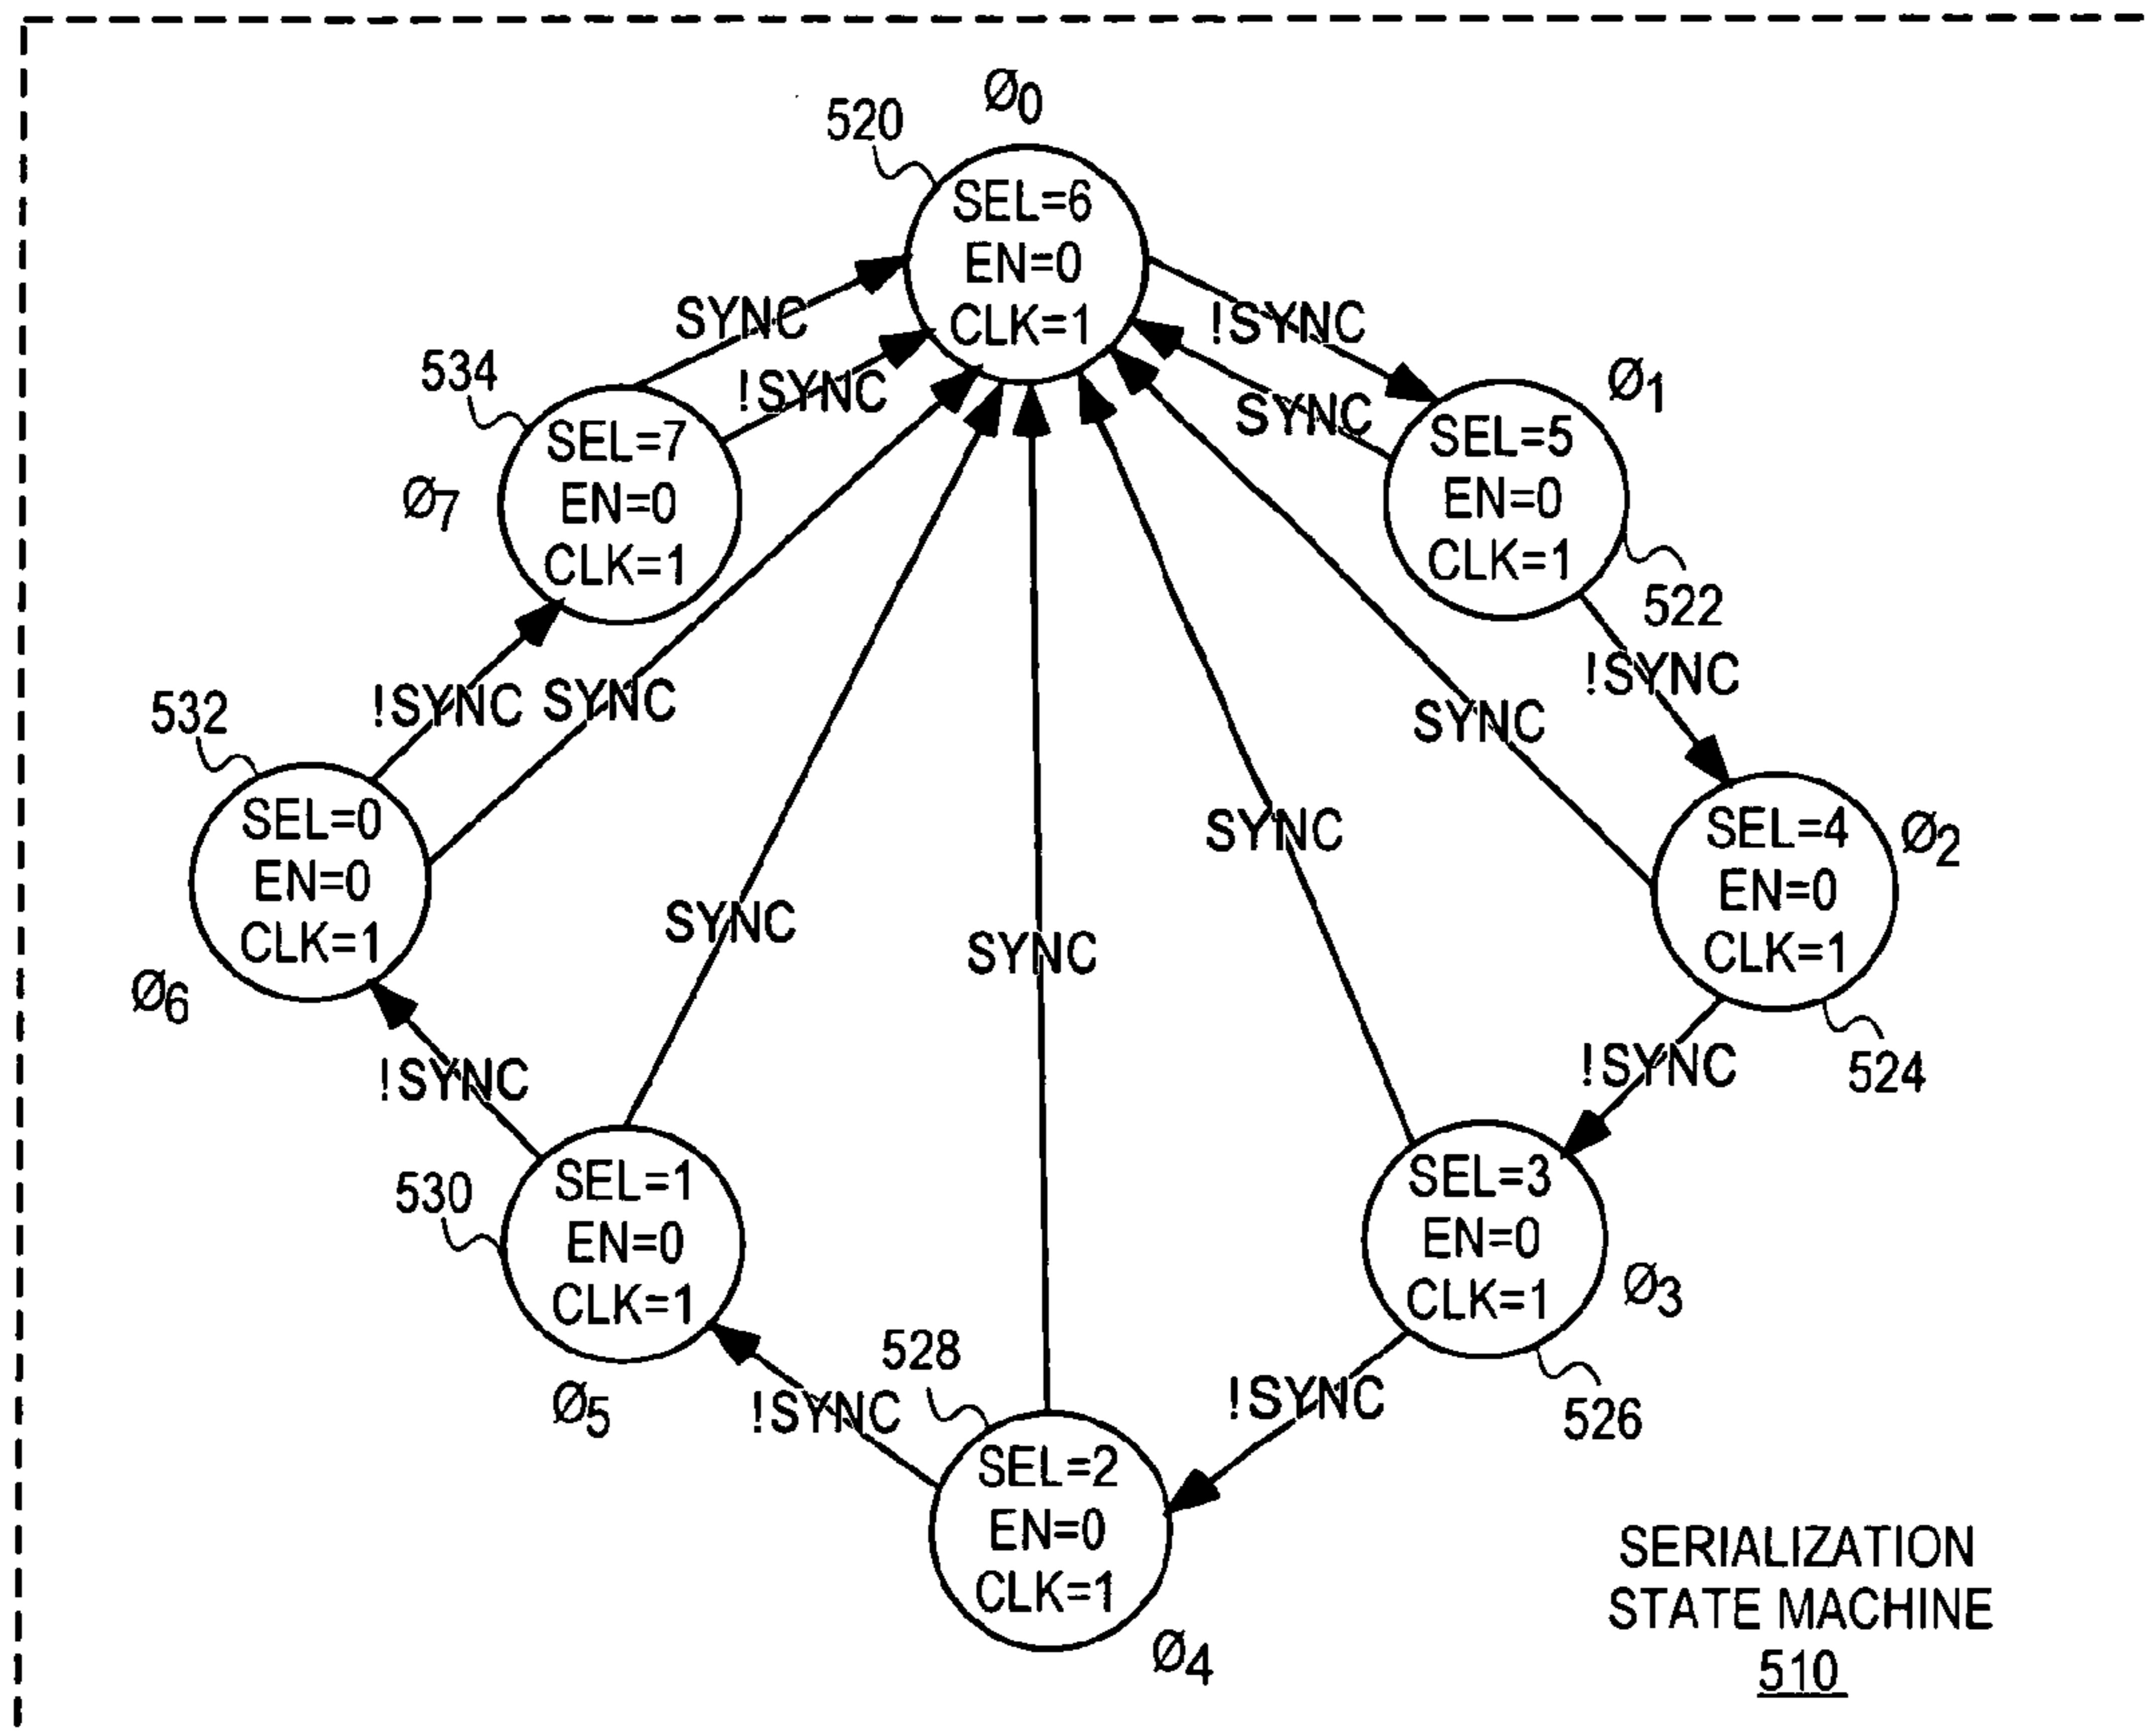 Ø0
520
SEL=6
EN=0
CLK=1
SYNC
!SYNC
!SYNC
SYNC
534
SEL=7
EN=0
CLK=1
Ø7
Ø1
SEL=5
EN=0
CLK=1
522
!SYNC
SYNC
!SYNC
SYNC
532
SEL=0
EN=0
CLK=1
Ø6
SYNC
SYNC
SYNC
SEL=4
EN=0
CLK=1
Ø2
524
!SYNC
!SYNC
530
SEL=1
EN=0
CLK=1
Ø5
SEL=3
EN=0
CLK=1
Ø3
526
!SYNC
528
!SYNC
SEL=2
EN=0
CLK=1
Ø4
SERIALIZATION
STATE MACHINE
510